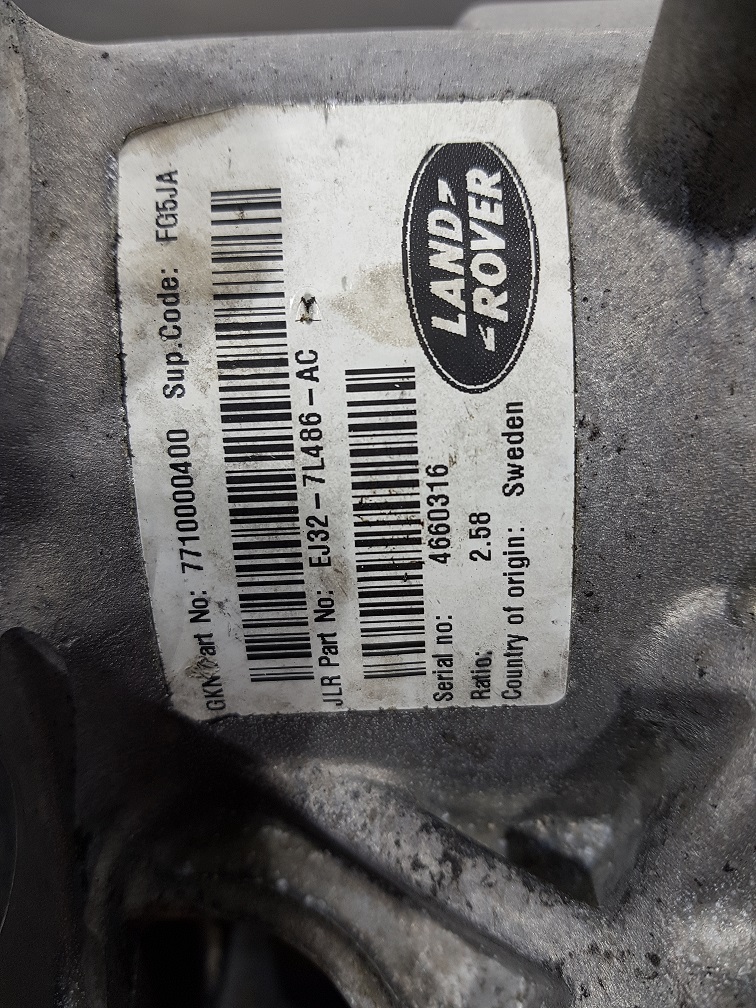 GKN Part No: 7710000400 Sup.Code: FG5JA
JLR Part No: EJ32-7L486-AC
Serial no: 4660316
Ratio: 2.58
Country of origin: Sweden
LAND
ROVER